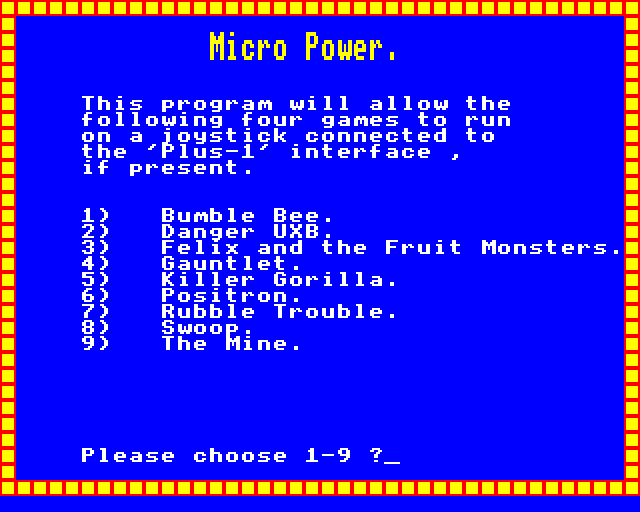 Micro Power.
This program will allow the
following four games to run
on a joystick connected to
the 'Plus-1' interface ,
if present.
1) Bumble Bee.
2) Danger UXB.
3) Felix and the Fruit Monsters.
4) Gauntlet.
5) Killer Gorilla.
6) Positron.
7) Rubble Trouble.
8) Swoop.
9) The Mine.
Please choose 1-9 ?_